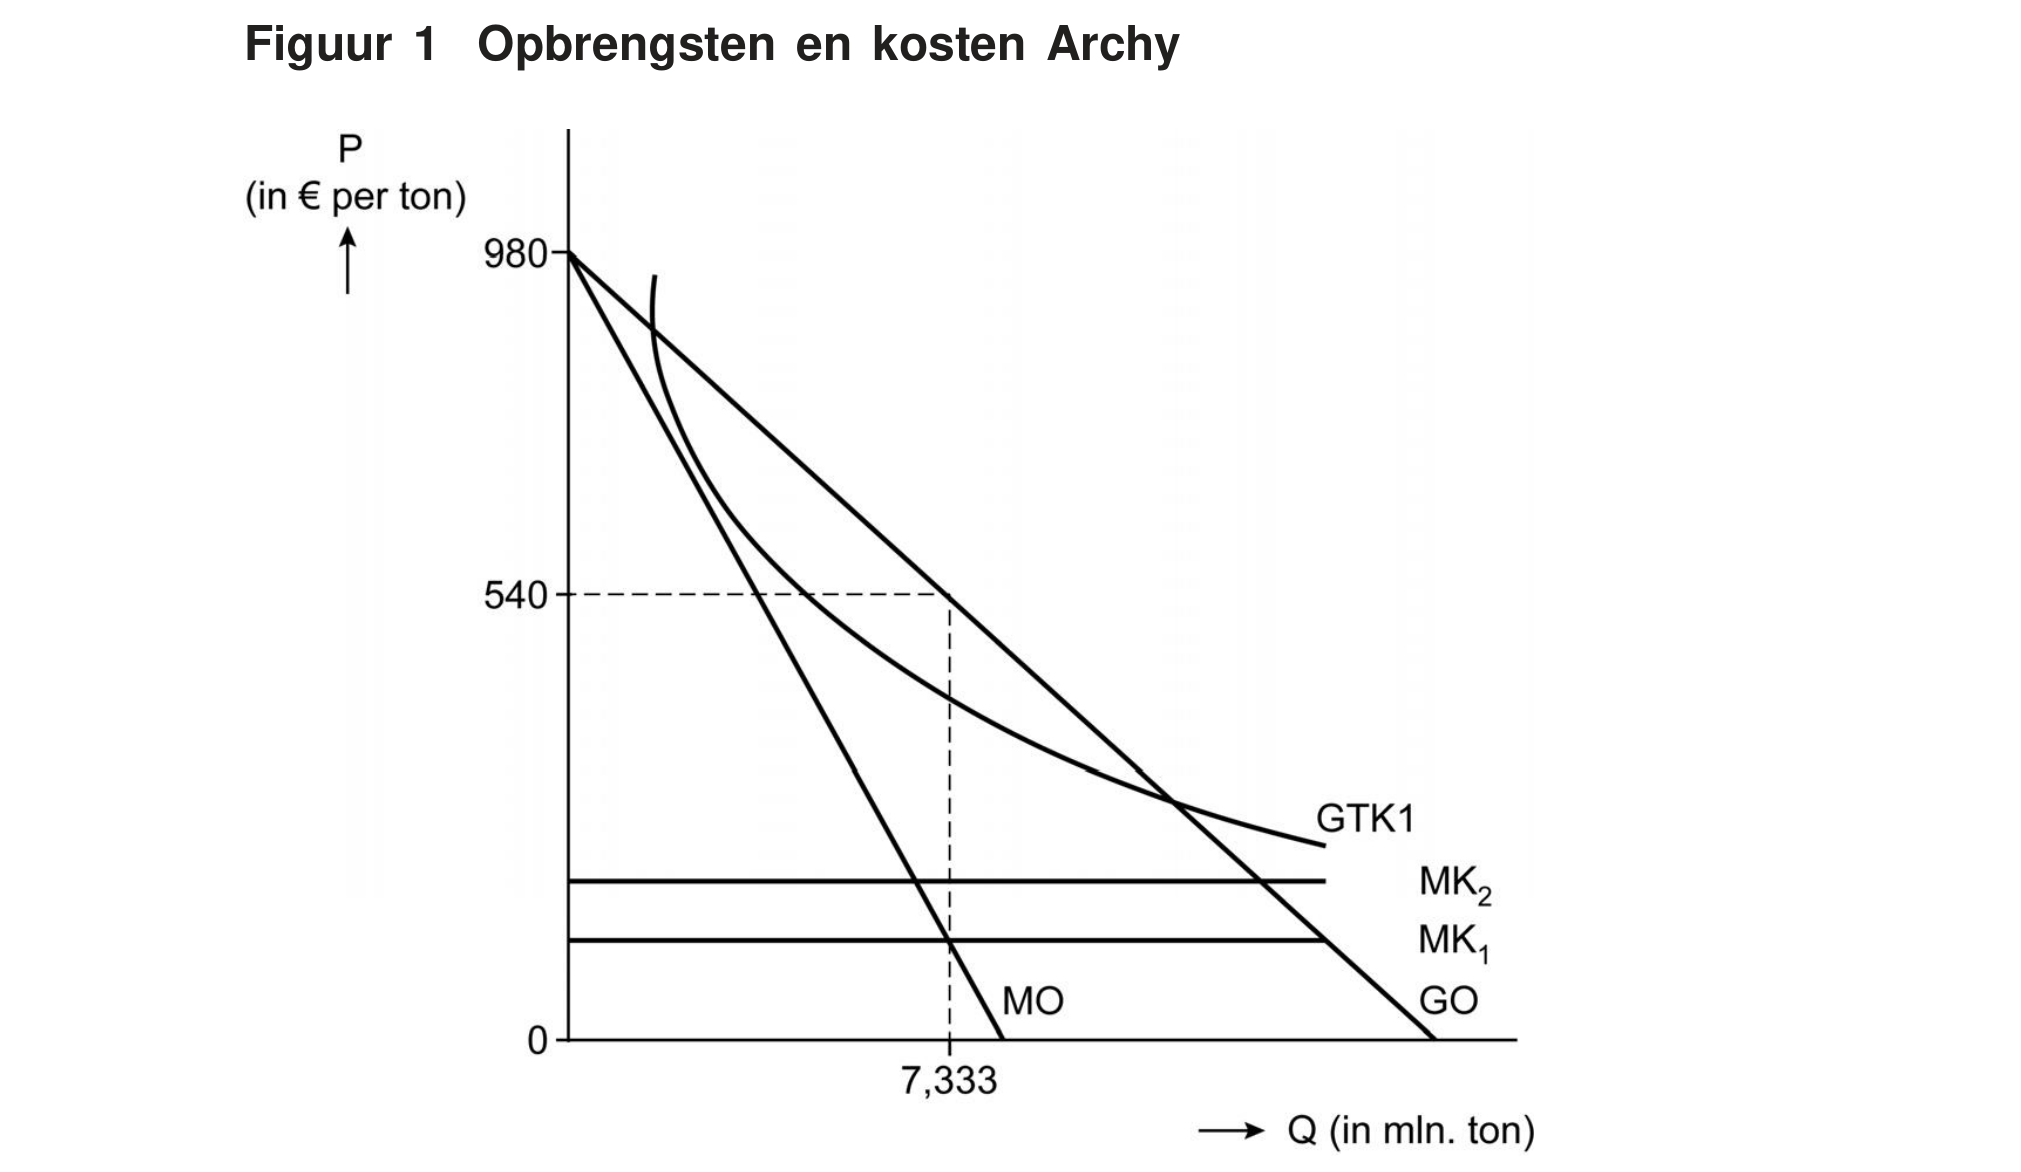 Figuur 1 Opbrengsten en kosten Archy
P
(in € per ton)
980
540
GTK1
MK2
MK1
MO
GO
0
7,333
Q (in mln. ton)